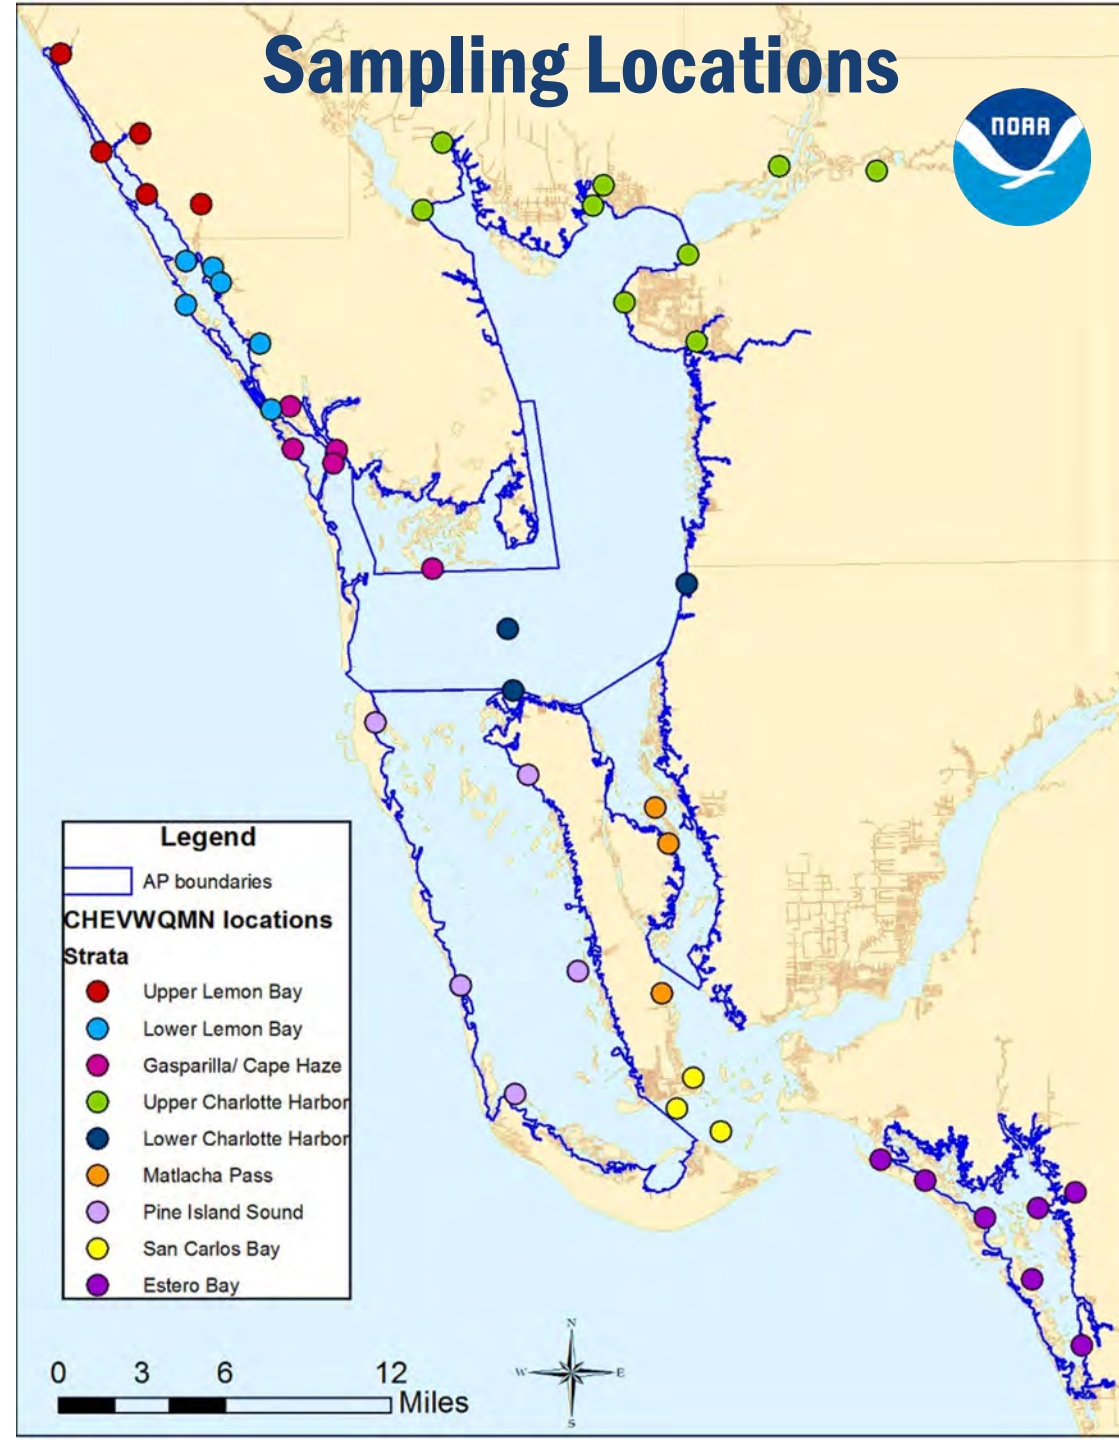 Sampling Locations
NOAA
Legend
AP boundaries
CHEVWQMN locations
Strata
Upper Lemon Bay
Lower Lemon Bay
Gasparilla/ Cape Haze
Upper Charlotte Harbor
Lower Charlotte Harbor
Matlacha Pass
Pine Island Sound
San Carlos Bay
Estero Bay
0 3 6 12
Miles
N
W E
S